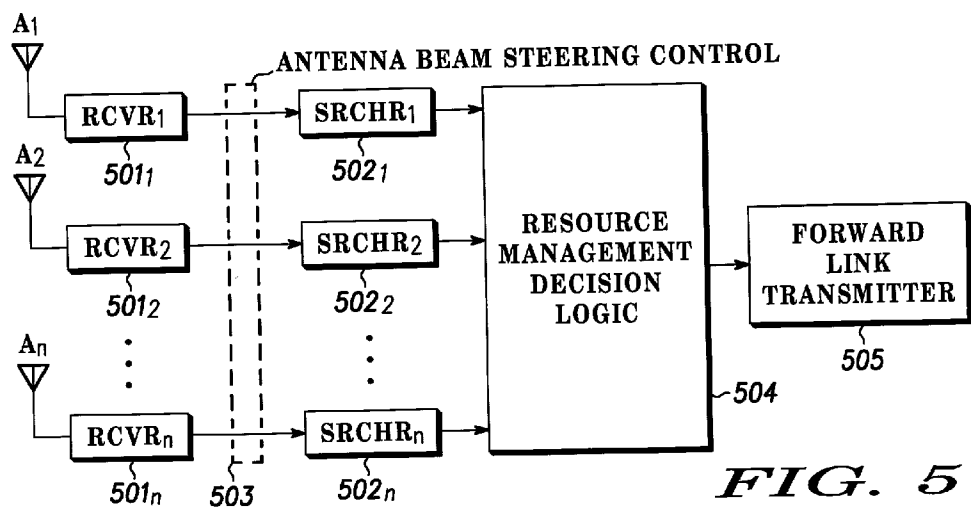 A1
ANTENNA BEAM STEERING CONTROL
RCVR1
SRCHR1
5011
5021
A2
RCVR2
SRCHR2
5012
5022
RESOURCE
MANAGEMENT
DECISION
LOGIC
FORWARD
LINK
TRANSMITTER
505
504
An
RCVRn
SRCHRn
501n
503
502n
FIG. 5